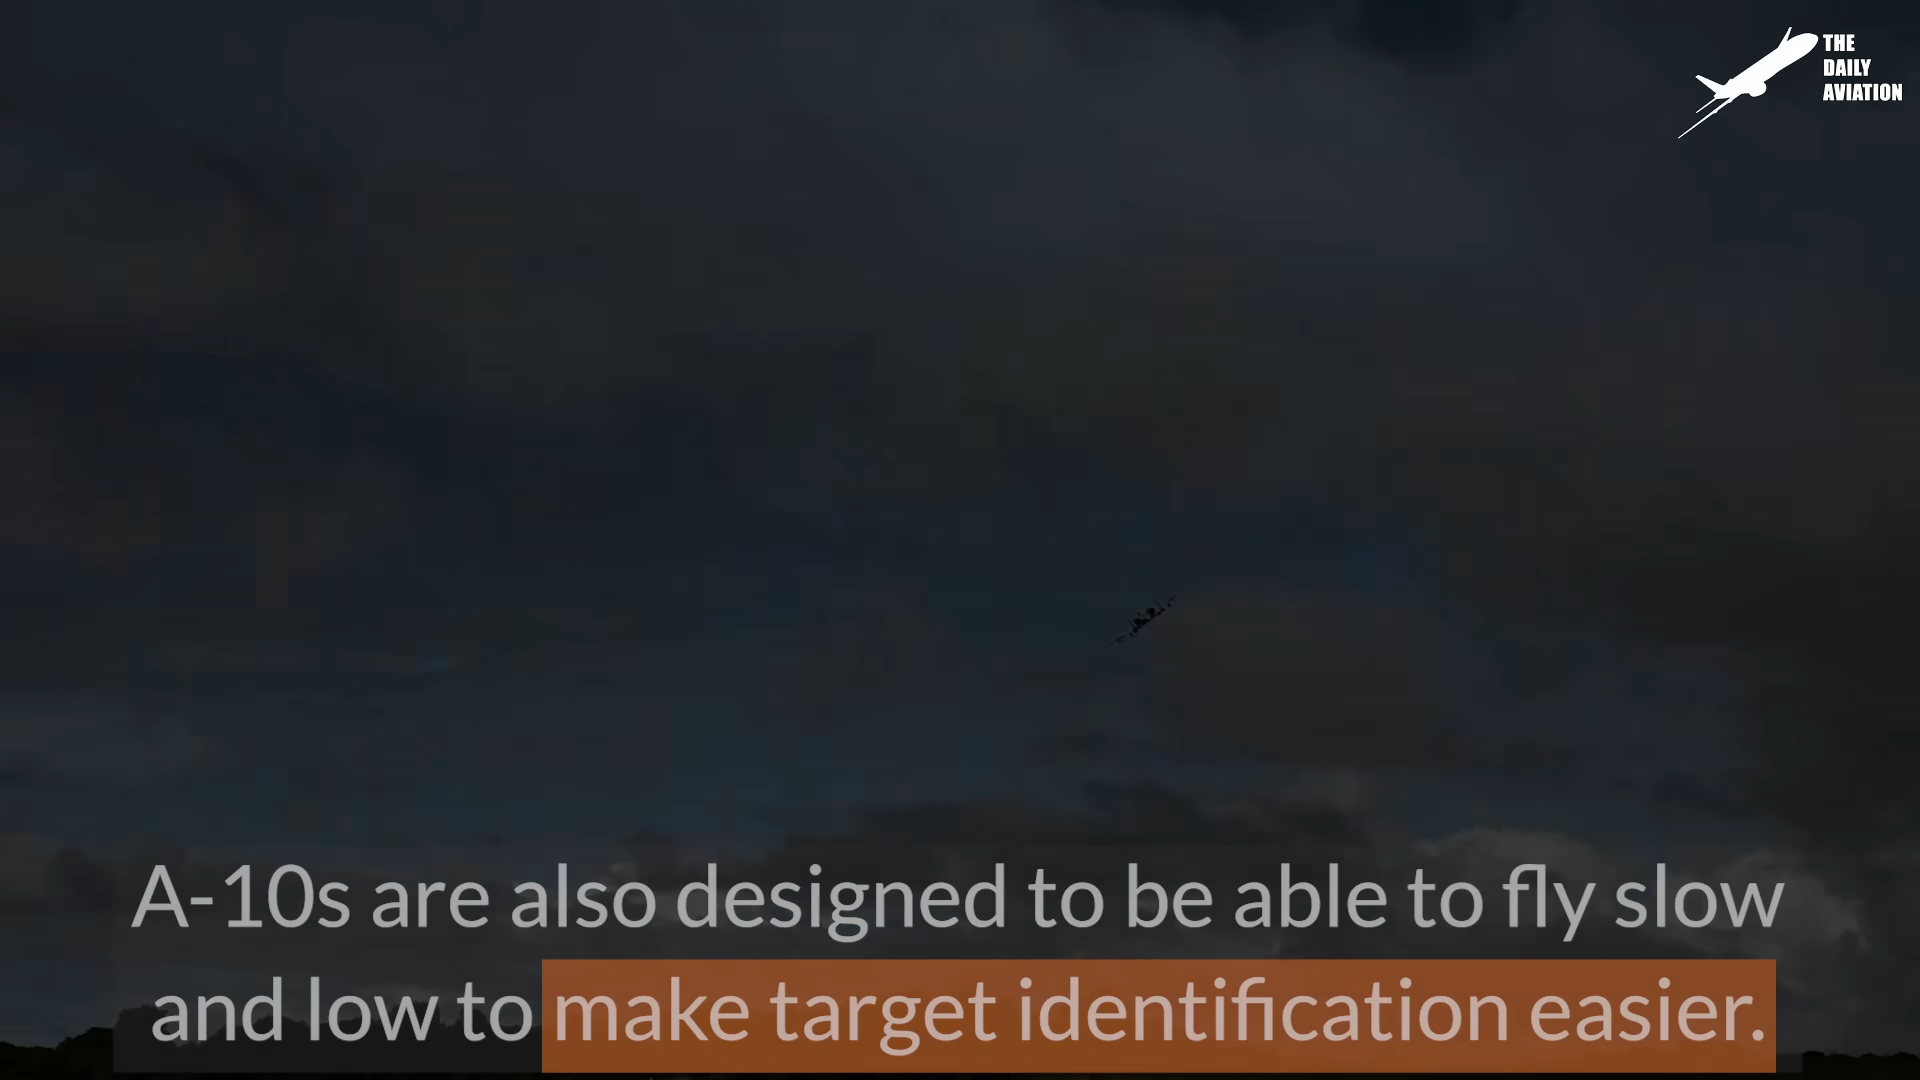 THE
DAILY
AVIATION
A-10s are also designed to be able to fly slow
and low to make target identification easier.